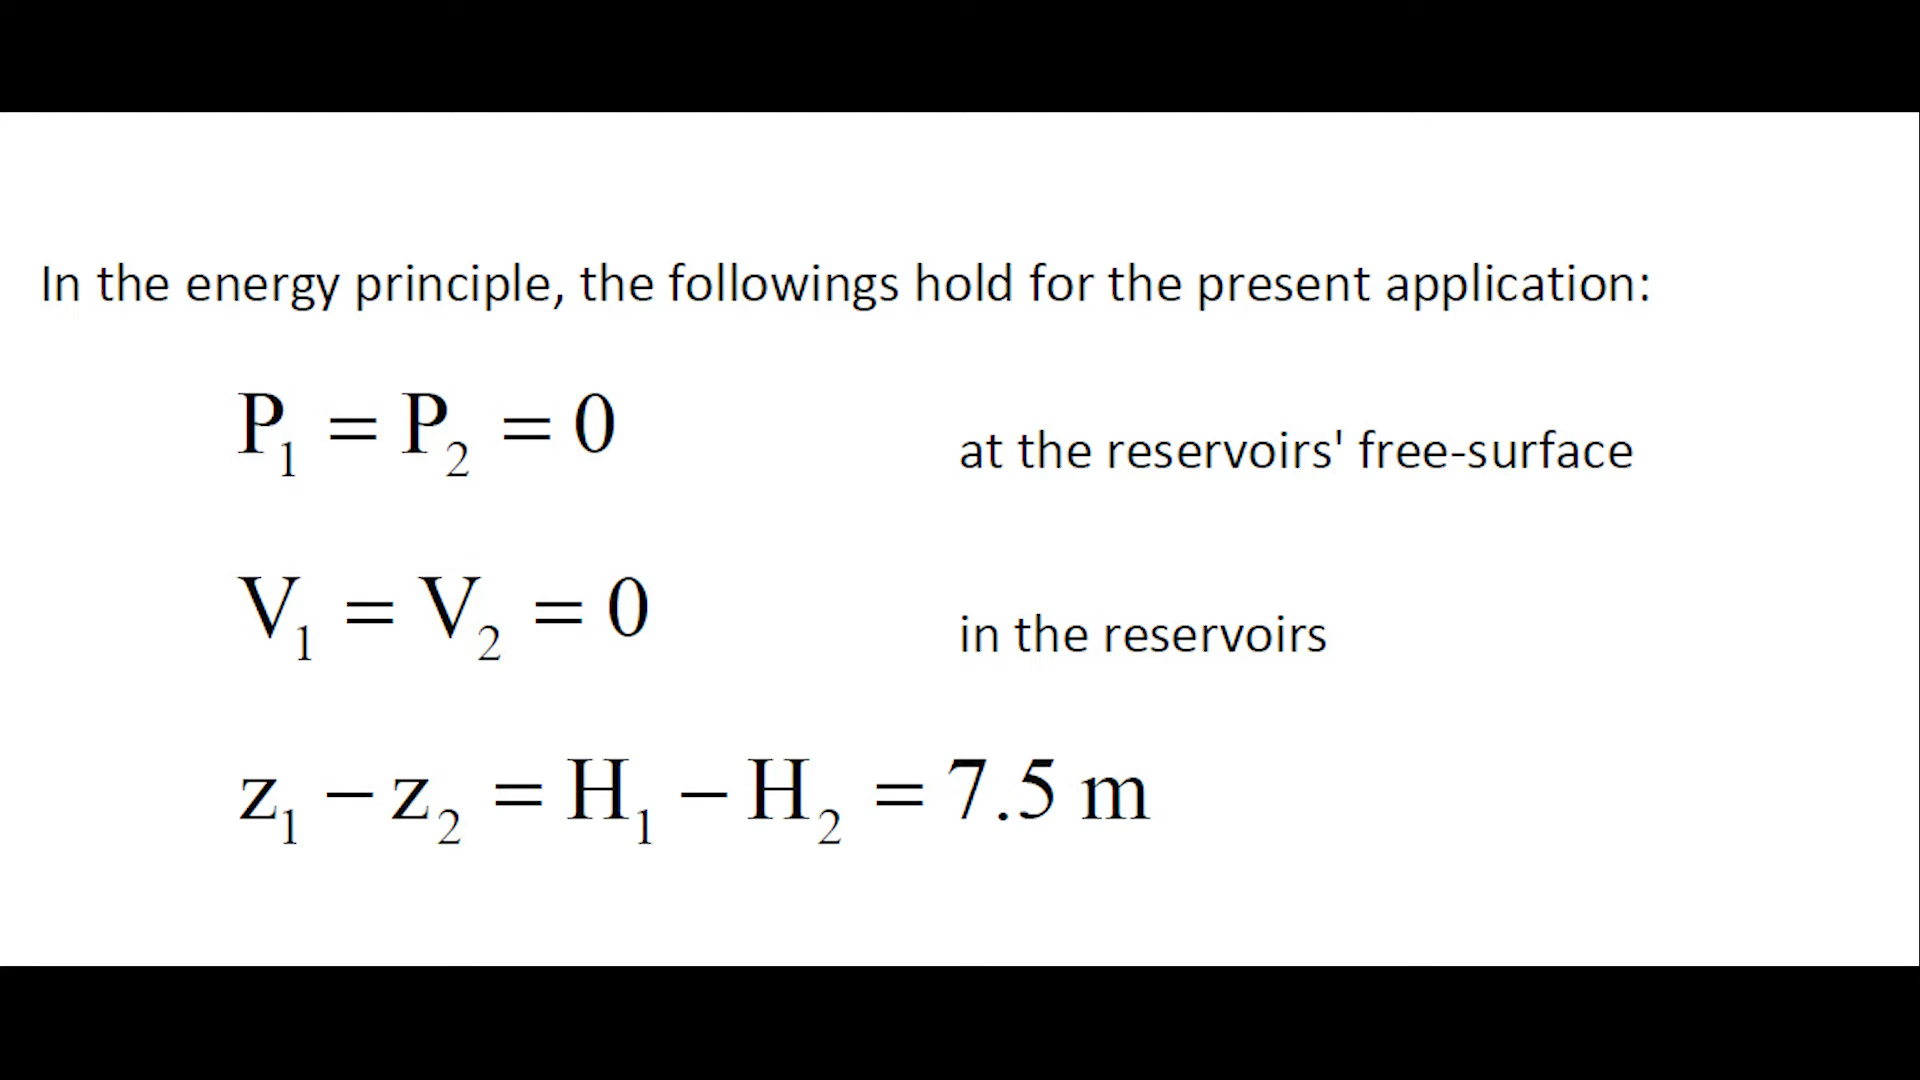 In the energy principle, the followings hold for the present application:
P₁ = P₂ = 0 at the reservoirs' free-surface
V₁ = V₂ = 0 in the reservoirs
z₁ − z₂ = H₁ − H₂ = 7.5 m